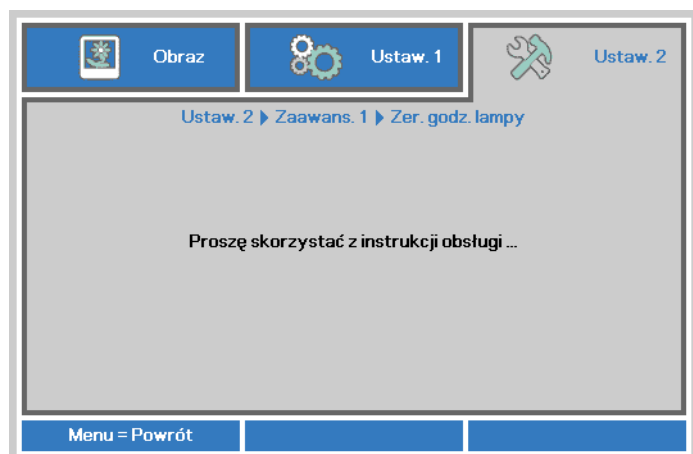 Obraz
Ustaw. 1
Ustaw. 2
Ustaw. 2 ▶ Zaawans. 1 ▶ Zer. godz. lampy
Proszę skorzystać z instrukcji obsługi ...
Menu = Powrót